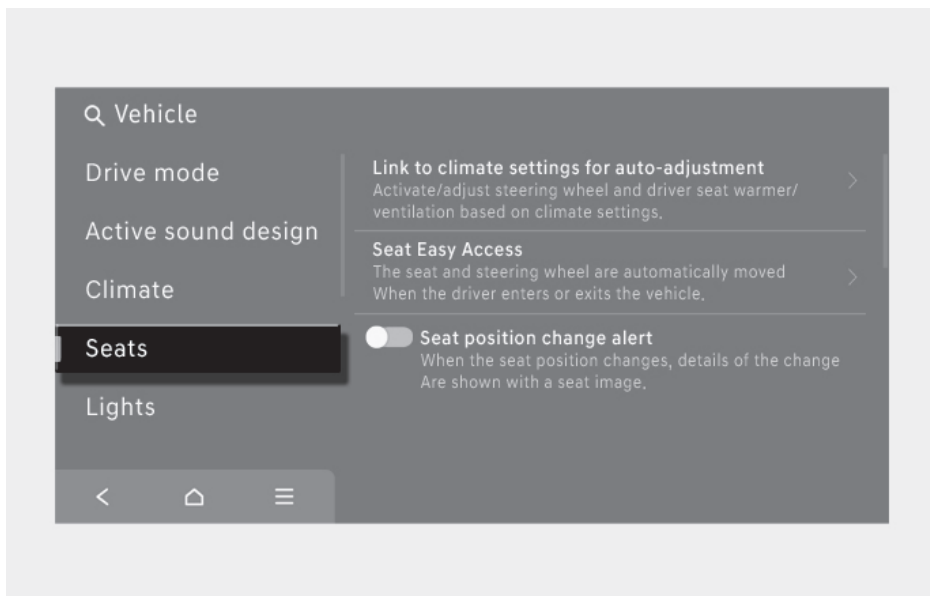 Vehicle
Drive mode
Active sound design
Climate
Seats
Lights
Link to climate settings for auto-adjustment
Activate/adjust steering wheel and driver seat warmer/
ventilation based on climate settings.
Seat Easy Access
The seat and steering wheel are automatically moved
When the driver enters or exits the vehicle.
Seat position change alert
When the seat position changes, details of the change
Are shown with a seat image.